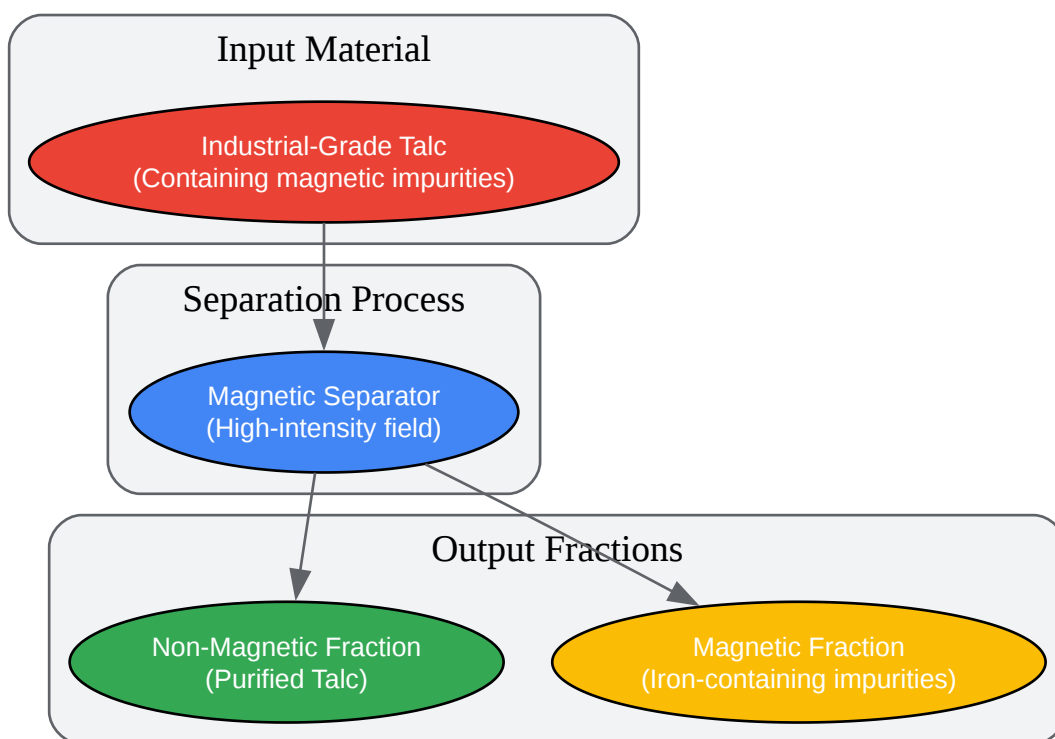 Input Material
Industrial-Grade Talc
(Containing magnetic impurities)
Separation Process
Magnetic Separator
(High-intensity field)
Output Fractions
Non-Magnetic Fraction
(Purified Talc)
Magnetic Fraction
(Iron-containing impurities)